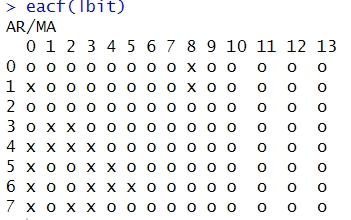 > eacf(lbit)
AR/MA
  0 1 2 3 4 5 6 7 8 9 10 11 12 13
0 o o o o o o o o x o o o o o
1 x o o o o o o o x o o o o o
2 o o o o o o o o o o o o o o
3 o x x o o o o o o o o o o o
4 x x x x o o o o o o o o o o
5 x o o x x o o o o o o o o o
6 x o o x x x o o o o o o o o
7 x o x x o o o o o o o o o o